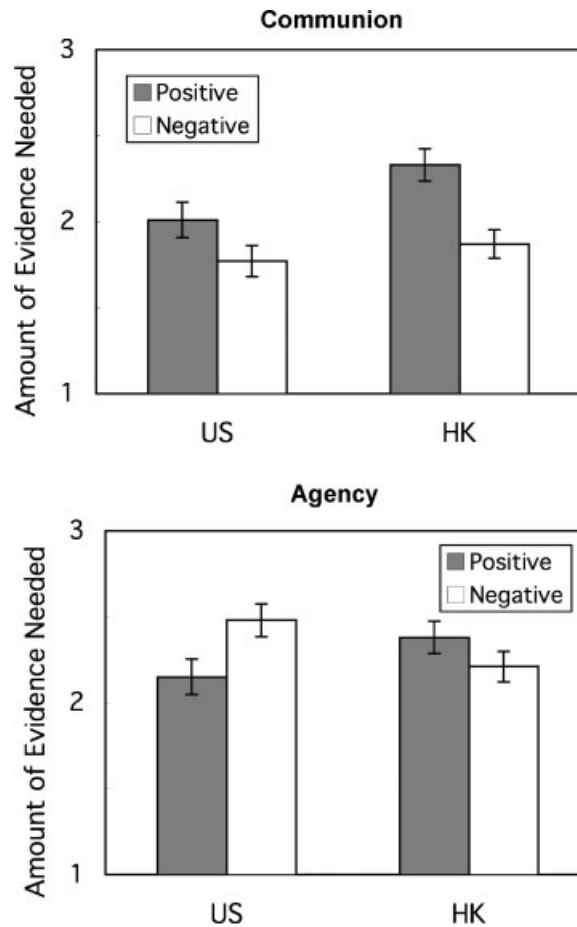 Communion
Amount of Evidence Needed
3
2
1
Positive
Negative
US HK
Agency
Amount of Evidence Needed
3
2
1
Positive
Negative
US HK